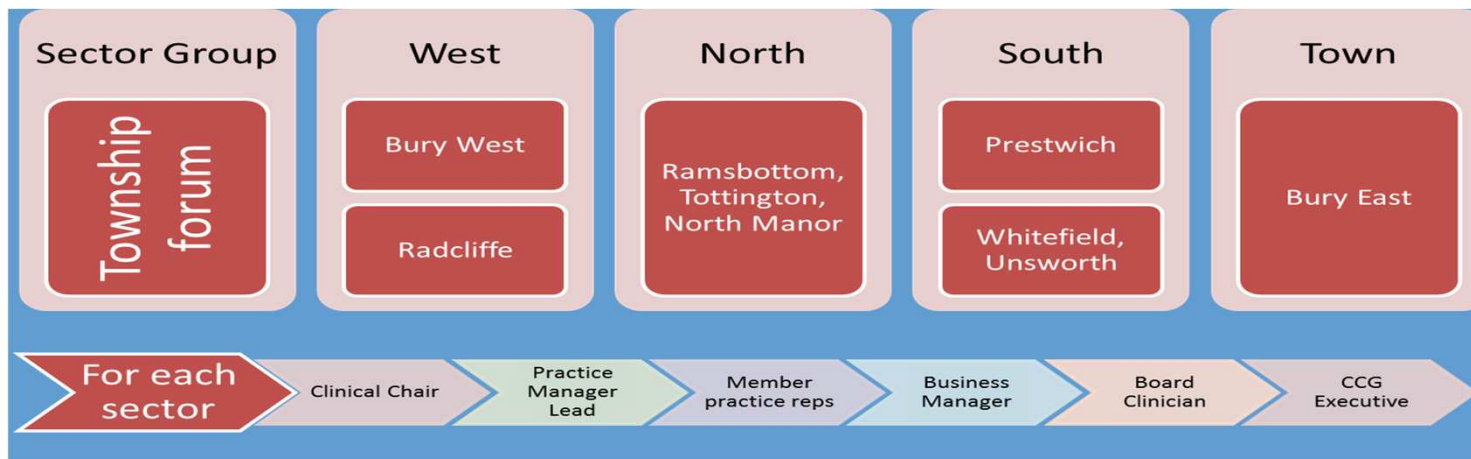 Sector Group
Township
forum
West
Bury West
Radcliffe
North
Ramsbottom,
Tottington,
North Manor
South
Prestwich
Whitefield,
Unsworth
Town
Bury East
For each
sector
Clinical Chair
Practice
Manager
Lead
Member
practice reps
Business
Manager
Board
Clinician
CCG
Executive